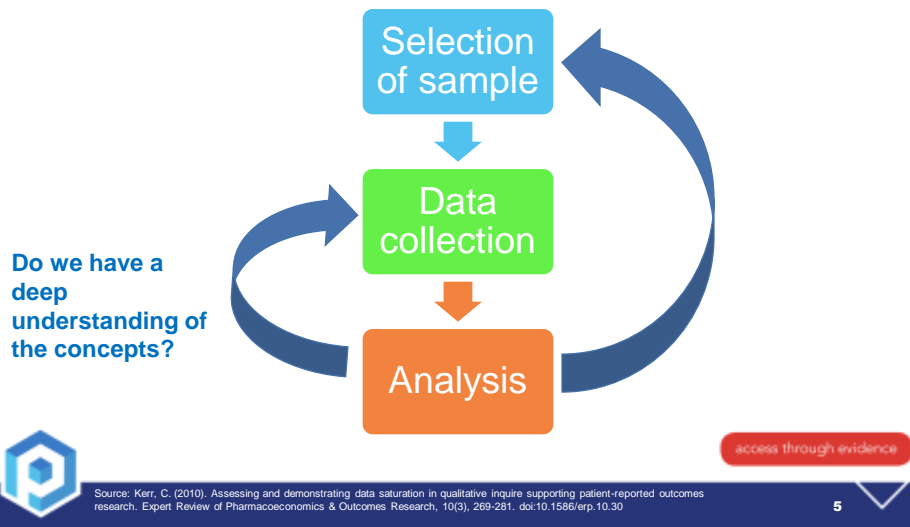 Selection
of sample
Data
collection
Do we have a
deep
understanding of
the concepts?
Analysis
access through evidence
Source: Kerr, C. (2010). Assessing and demonstrating data saturation in qualitative inquire supporting patient-reported outcomes
research. Expert Review of Pharmacoeconomics & Outcomes Research, 10(3), 269-281. doi:10.1586/erp.10.30
5